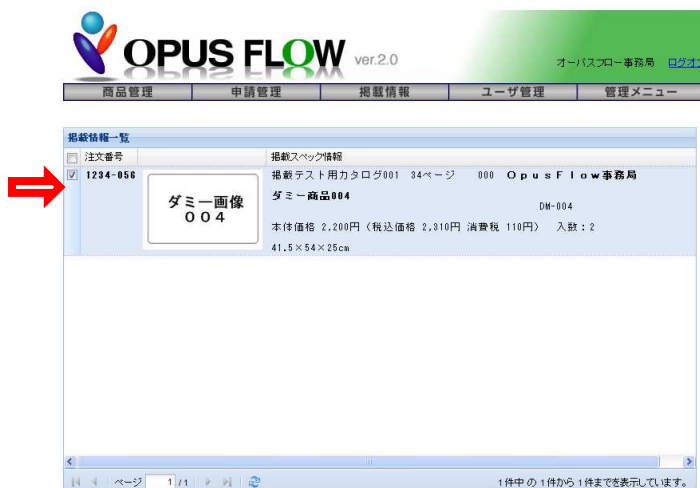 OPUS FLOW ver.2.0
オーパスフロー事務局 ログオ
商品管理 申請管理 掲載情報 ユーザ管理 管理メニュー
掲載情報一覧
注文番号 掲載スペック情報
1234-056 掲載テスト用カタログ001 34ページ 000 OpusFlow事務局
ダミー画像
004
ダミー商品004
DM-004
本体価格 2,200円(税込価格 2,310円 消費税 110円) 入数:2
41.5×54×25cm
ページ 1 /1 1件中の1件から1件までを表示しています。